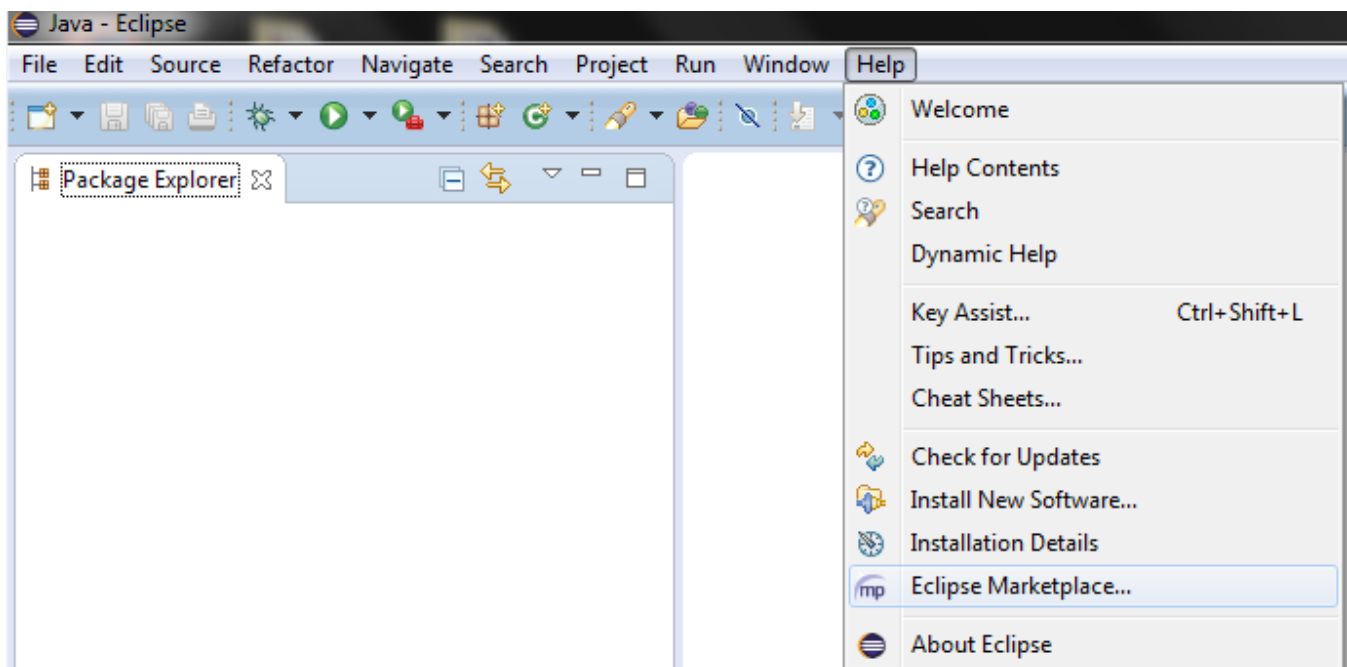 Java - Eclipse
File Edit Source Refactor Navigate Search Project Run Window Help
Package Explorer
Welcome
Help Contents
Search
Dynamic Help
Key Assist... Ctrl+Shift+L
Tips and Tricks...
Cheat Sheets...
Check for Updates
Install New Software...
Installation Details
mp Eclipse Marketplace...
About Eclipse